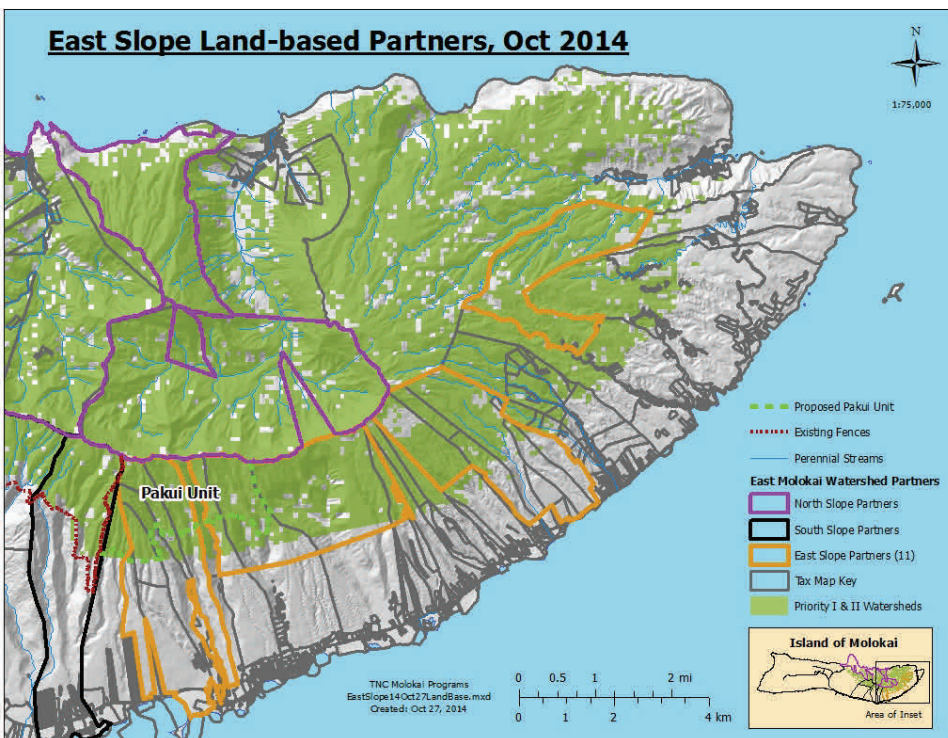 East Slope Land-based Partners, Oct 2014
N
1:75,000
Pakui Unit
Proposed Pakui Unit
Existing Fences
Perennial Streams
East Molokai Watershed Partners
North Slope Partners
South Slope Partners
East Slope Partners (11)
Tax Map Key
Priority I & II Watersheds
Island of Molokai
Area of Inset
TNC Molokai Programs
EastSlope14Oct27LandBase.mxd
Created: Oct 27, 2014
0 0.5 1 2 mi
0 1 2 4 km